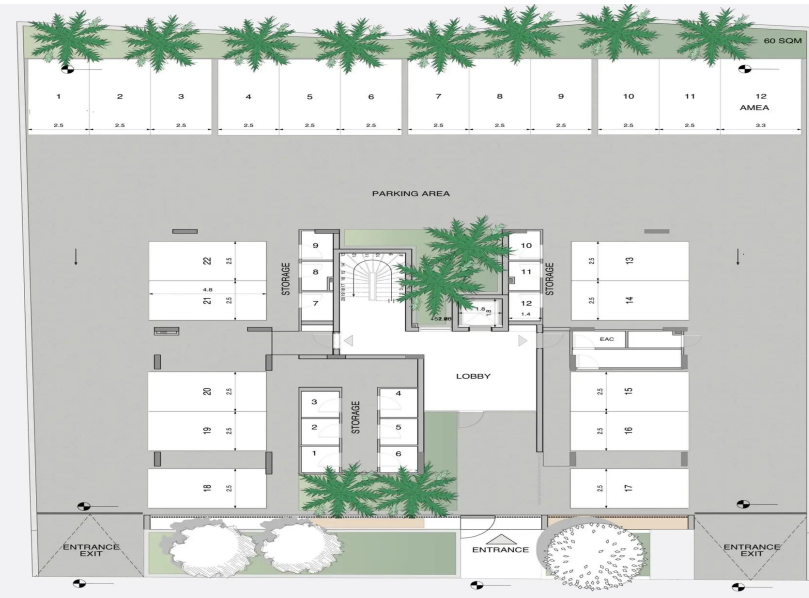 60 SQM
1 2 3 4 5 6 7 8 9 10 11 12
AMEA
2.5 2.5 2.5 2.5 2.5 2.5 2.5 2.5 2.5 2.5 2.5 3.3
PARKING AREA
9 10
22 2.5 8 STORAGE STORAGE 11 2.5 13
4.8
21 2.5 7 12 2.5 14
1.8 1.8
1.4
EAC
LOBBY
20 2.5 2.5 15
3 4
19 2.5 2 STORAGE 5 2.5 16
1 6
18 2.5 2.5 17
ENTRANCE
EXIT
ENTRANCE
ENTRANCE
EXIT